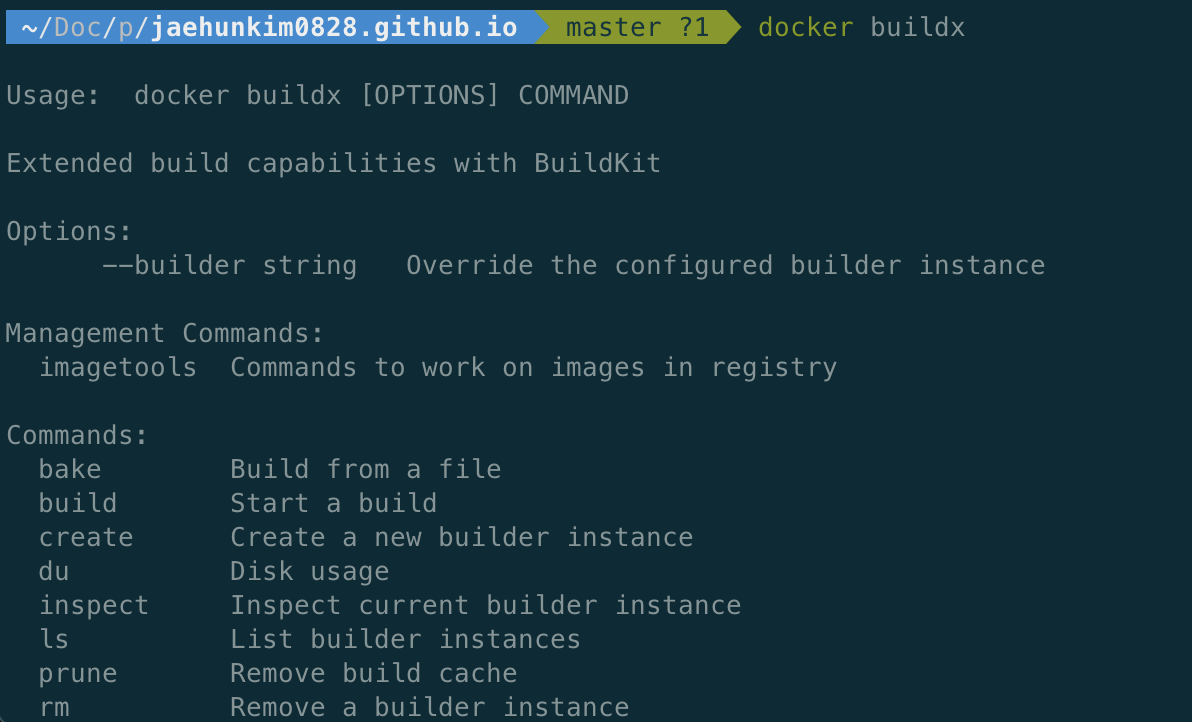 ~/Doc/p/jaehunkim0828.github.io master ?1 docker buildx
Usage:  docker buildx [OPTIONS] COMMAND
Extended build capabilities with BuildKit
Options:
      --builder string   Override the configured builder instance
Management Commands:
  imagetools  Commands to work on images in registry
Commands:
  bake        Build from a file
  build       Start a build
  create      Create a new builder instance
  du          Disk usage
  inspect     Inspect current builder instance
  ls          List builder instances
  prune       Remove build cache
  rm          Remove a builder instance